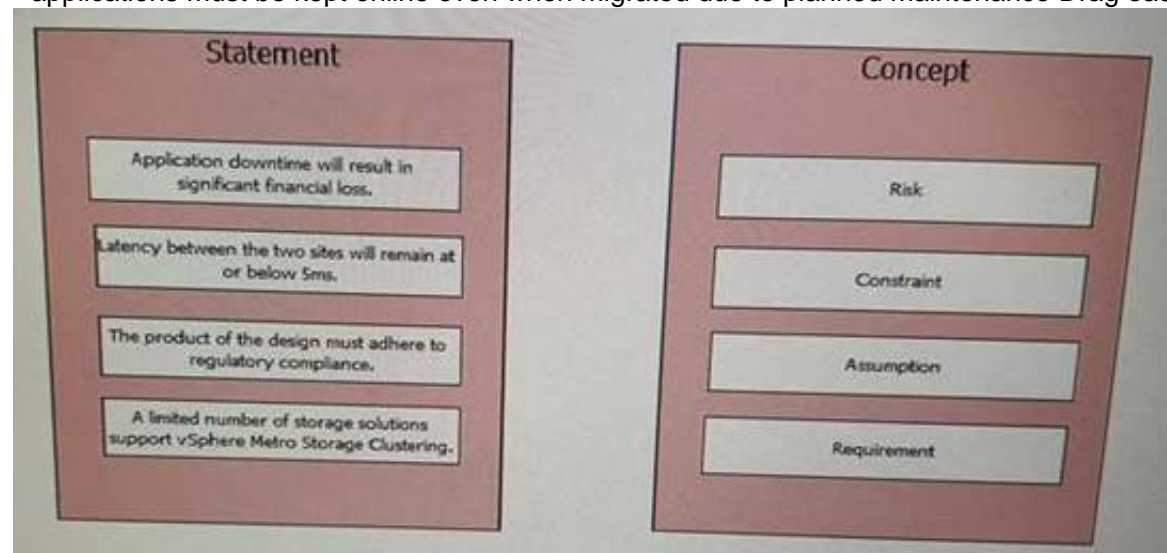 applications must be kept online even when migrated due to planned maintenance Drag
Statement
Application downtime will result in
significant financial loss.
Latency between the two sites will remain at
or below 5ms.
The product of the design must adhere to
regulatory compliance.
A limited number of storage solutions
support vSphere Metro Storage Clustering.
Concept
Risk
Constraint
Assumption
Requirement